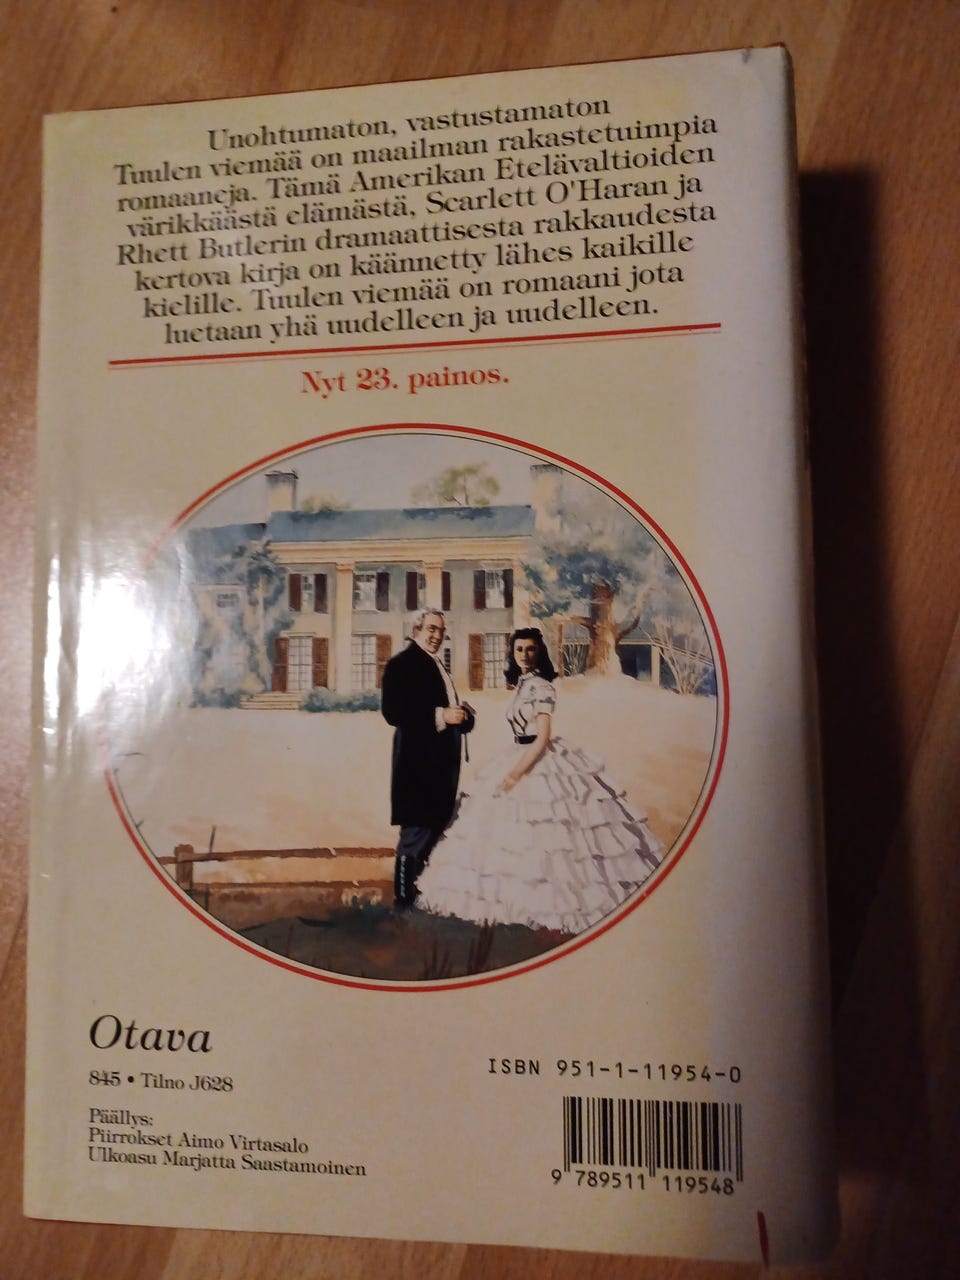 Unohtumaton, vastustamaton
Tuulen viemää on maailman rakastetuimpia
romaaneja. Tämä Amerikan Etelävaltioiden
värikkäästä elämästä, Scarlett O'Haran ja
Rhett Butlerin dramaattisesta rakkaudesta
kertova kirja on käännetty lähes kaikille
kielille. Tuulen viemää on romaani jota
luetaan yhä uudelleen ja uudelleen.
Nyt 23. painos.
Otava
845 • Tilno J628
Päällys:
Piirrokset Aimo Virtasalo
Ulkoasu Marjatta Saastamoinen
ISBN 951-1-11954-0
9 789511 119548